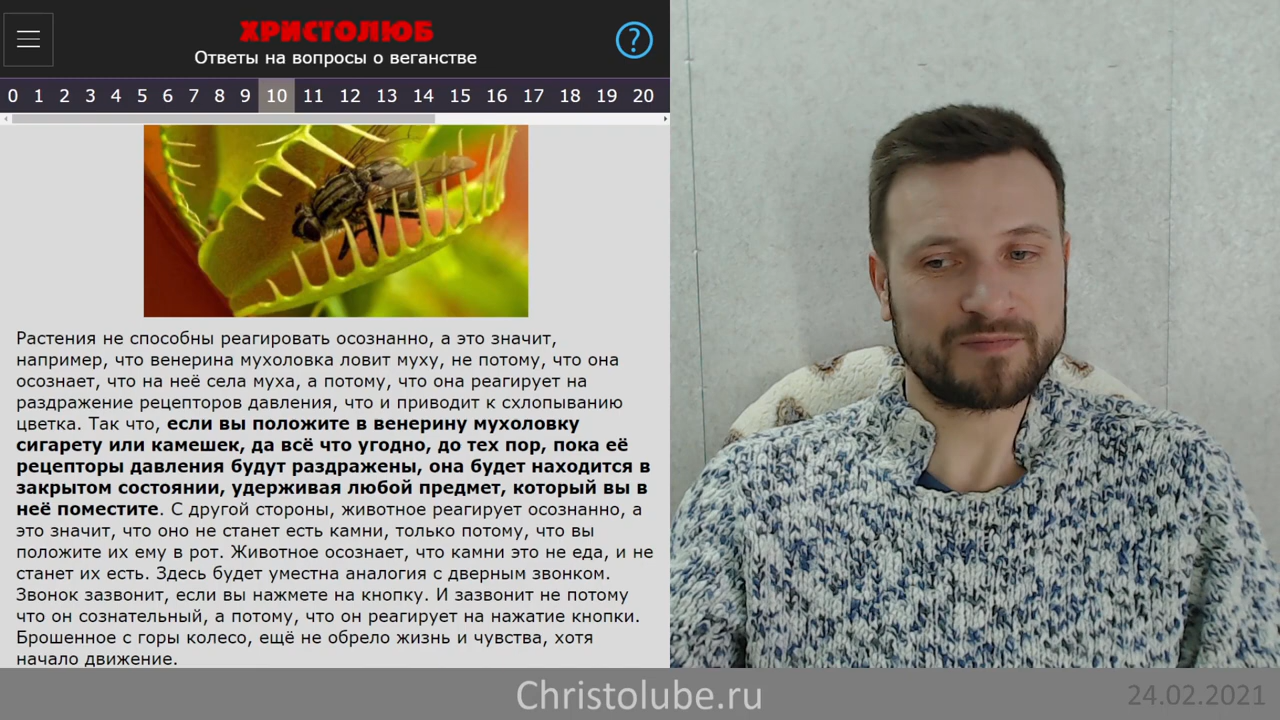 ХРИСТОЛЮБ
Ответы на вопросы о веганстве
?
0 1 2 3 4 5 6 7 8 9 10 11 12 13 14 15 16 17 18 19 20
Растения не способны реагировать осознанно, а это значит,
например, что венерина мухоловка ловит муху, не потому, что она
осознает, что на неё села муха, а потому, что она реагирует на
раздражение рецепторов давления, что и приводит к схлопыванию
цветка. Так что, если вы положите в венерину мухоловку
сигарету или камешек, да всё что угодно, до тех пор, пока её
рецепторы давления будут раздражены, она будет находится в
закрытом состоянии, удерживая любой предмет, который вы в
неё поместите. С другой стороны, животное реагирует осознанно, а
это значит, что оно не станет есть камни, только потому, что вы
положите их ему в рот. Животное осознает, что камни это не еда, и не
станет их есть. Здесь будет уместна аналогия с дверным звонком.
Звонок зазвонит, если вы нажмете на кнопку. И зазвонит не потому
что он сознательный, а потому, что он реагирует на нажатие кнопки.
Брошенное с горы колесо, ещё не обрело жизнь и чувства, хотя
начало движение.
Christolube.ru
24.02.2021